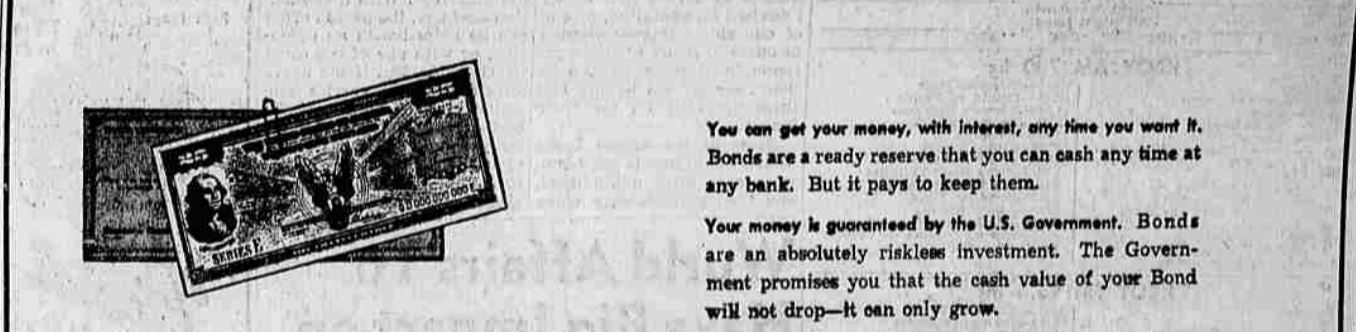 25
25
SERIES E
You can get your money, with interest, any time you want it.
Bonds are a ready reserve that you can cash any time at
any bank. But it pays to keep them.
Your money is guaranteed by the U.S. Government. Bonds
are an absolutely riskless investment. The Govern-
ment promises you that the cash value of your Bond
will not drop—it can only grow.